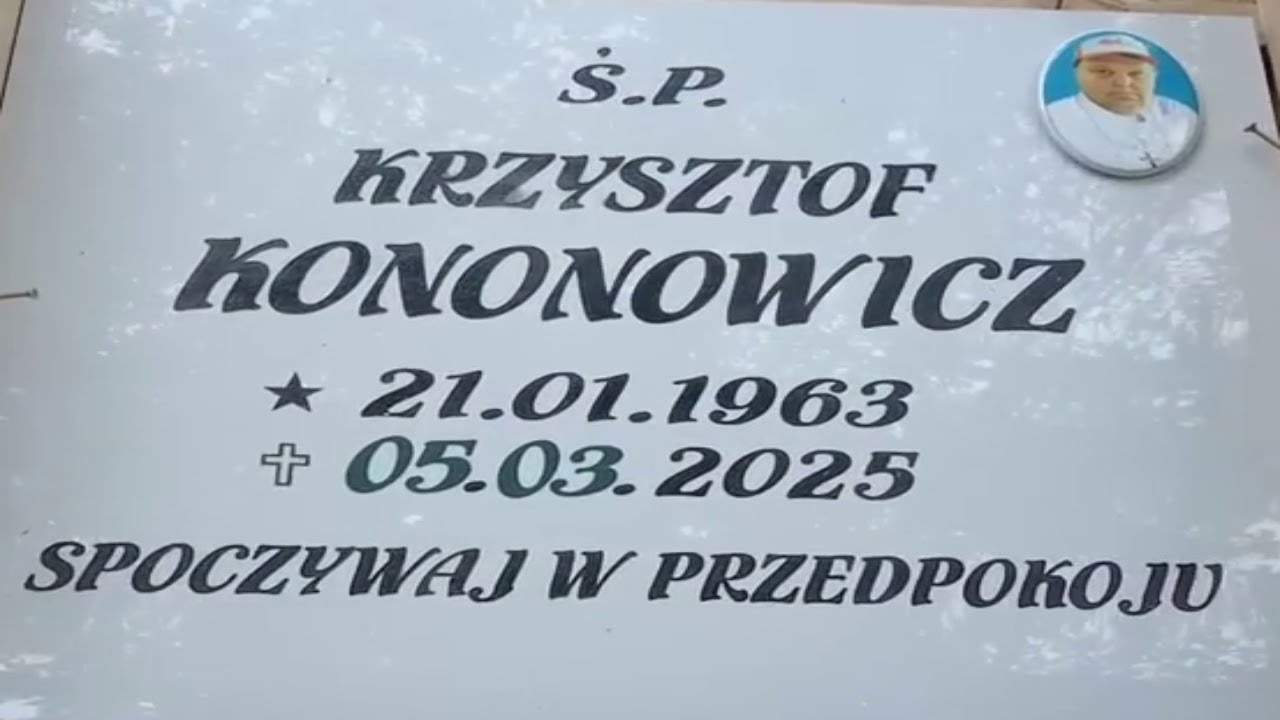 Ś.P.
KRZYSZTOF
KONONOWICZ
★ 21.01.1963
✝ 05.03.2025
SPOCZYWAJ W PRZEDPOKOJU